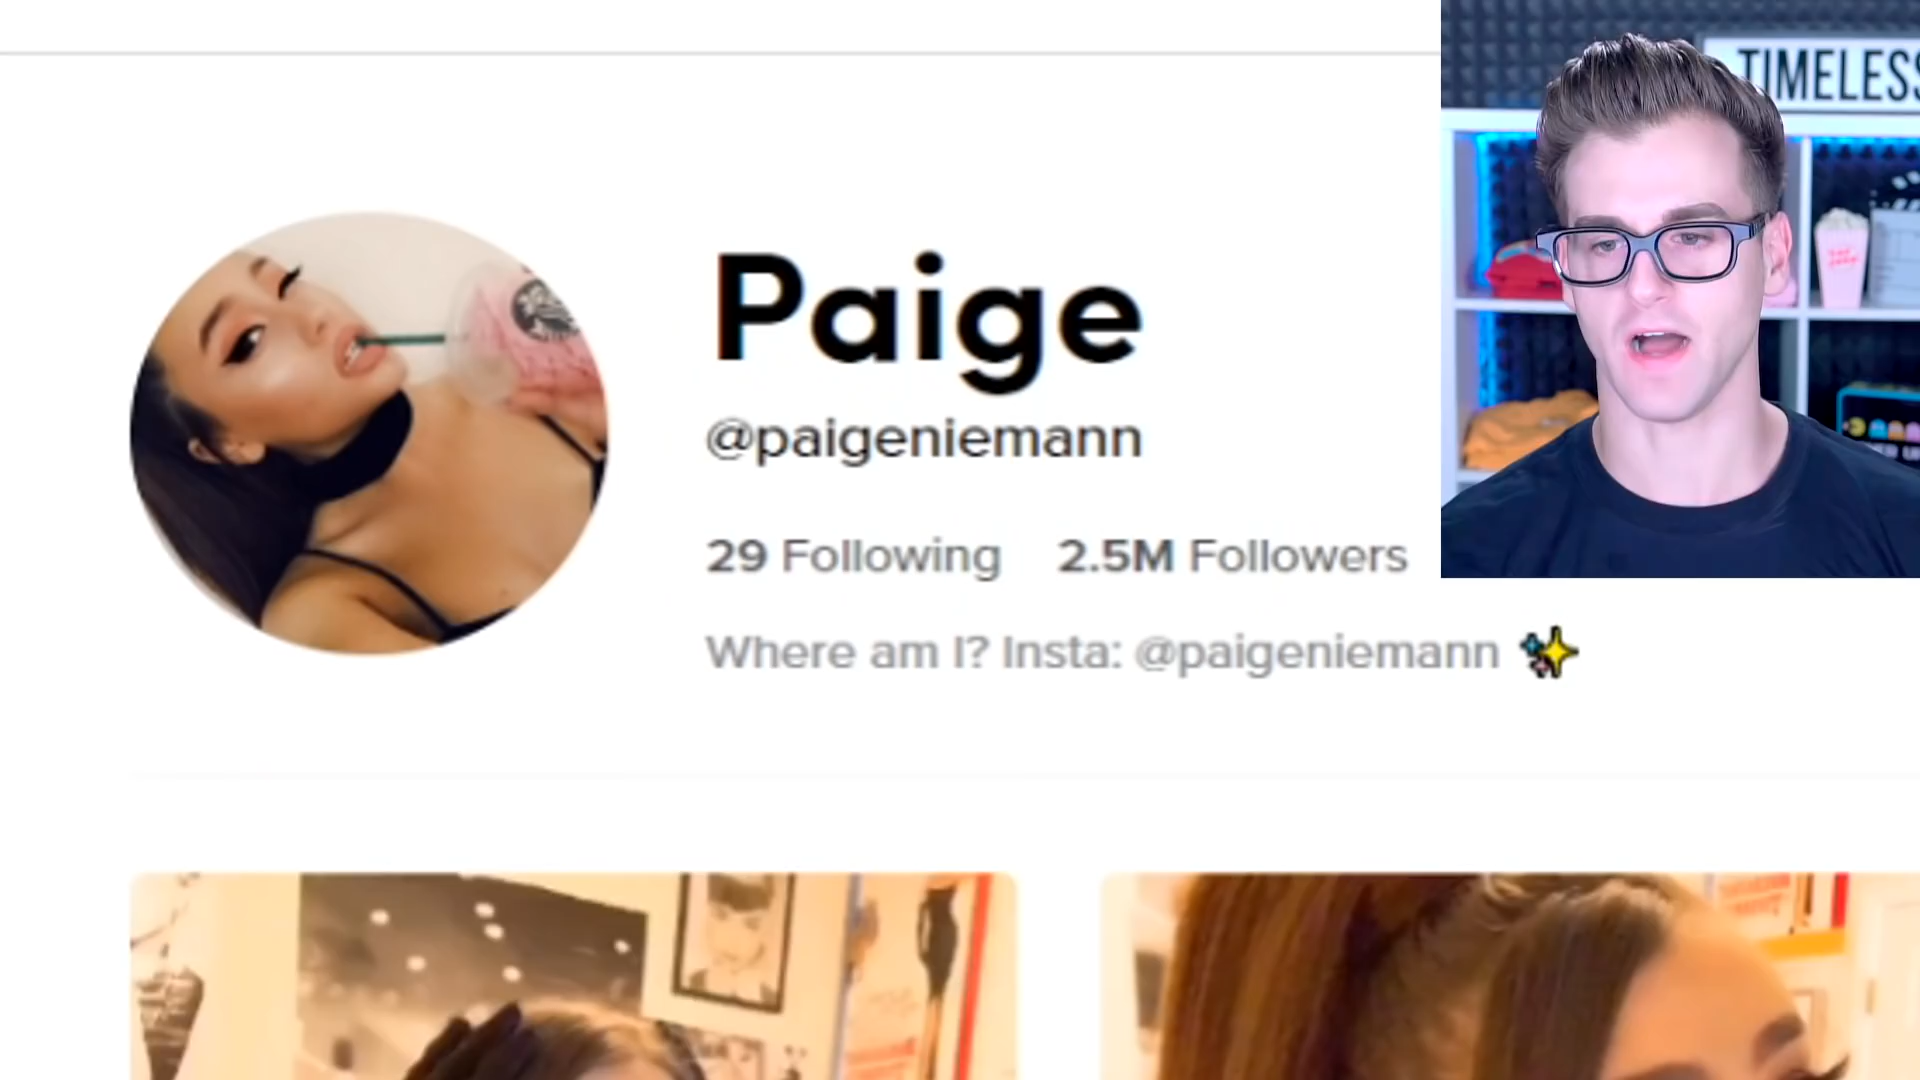 TIMELESS
Paige
@paigeniemann
29 Following 2.5M Followers
Where am I? Insta: @paigeniemann ✨